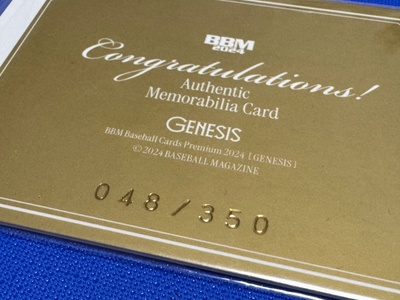 BBM
2024
Congratulations!
Authentic
Memorabilia Card
GENESIS
BBM Baseball Cards Premium 2024 [GENESIS]
© 2024 BASEBALL MAGAZINE
048/350